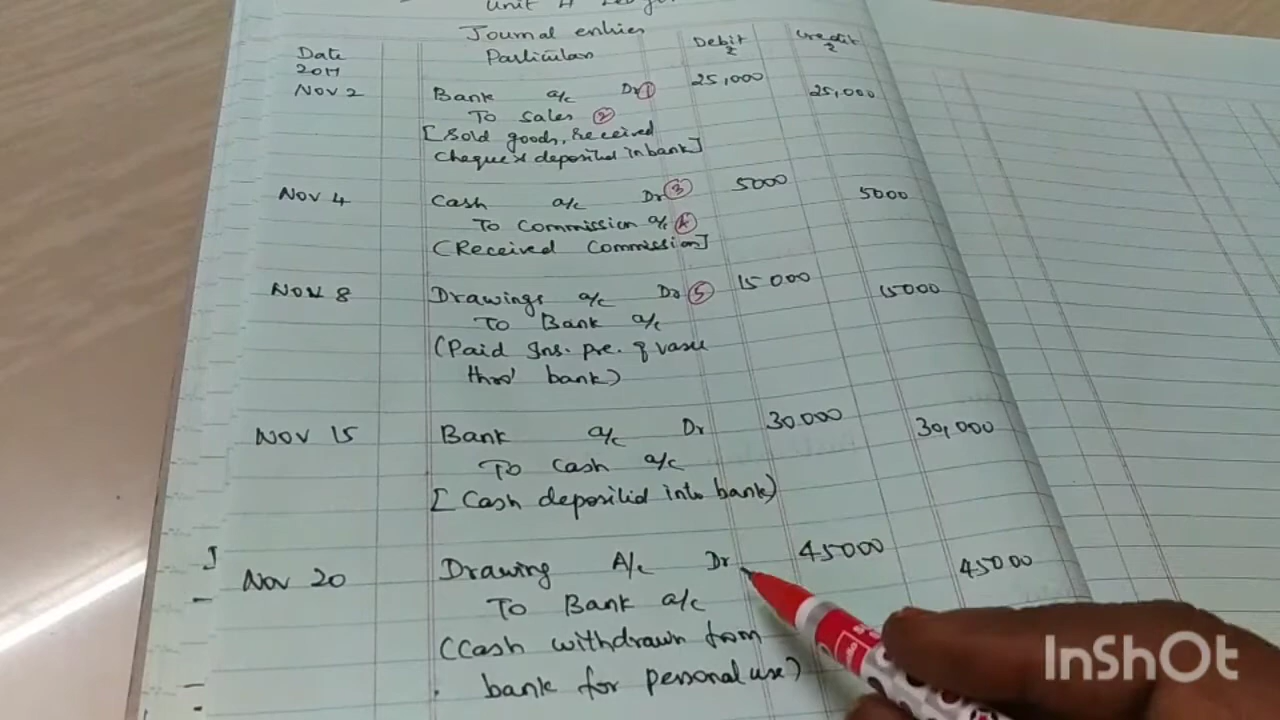 Unit 4
Journal entries
Date Particulars Debit ₹ Credit ₹
2017
Nov 2 Bank a/c Dr ① 25,000
To Sales ② 25,000
[Sold goods, received
cheque & deposited in bank]
Nov 4 Cash a/c Dr ③ 5000
To Commission a/c ④ 5000
(Received Commission]
Nov 8 Drawings a/c Dr ⑤ 15000
To Bank a/c 15000
(Paid Ins. pre. of vasu
thro' bank)
Nov 15 Bank a/c Dr 30.000
To Cash a/c 30,000
[Cash deposited into bank)
Nov 20 Drawing A/c Dr 45000
To Bank a/c 45000
(Cash withdrawn from
bank for personal use)
InShOt